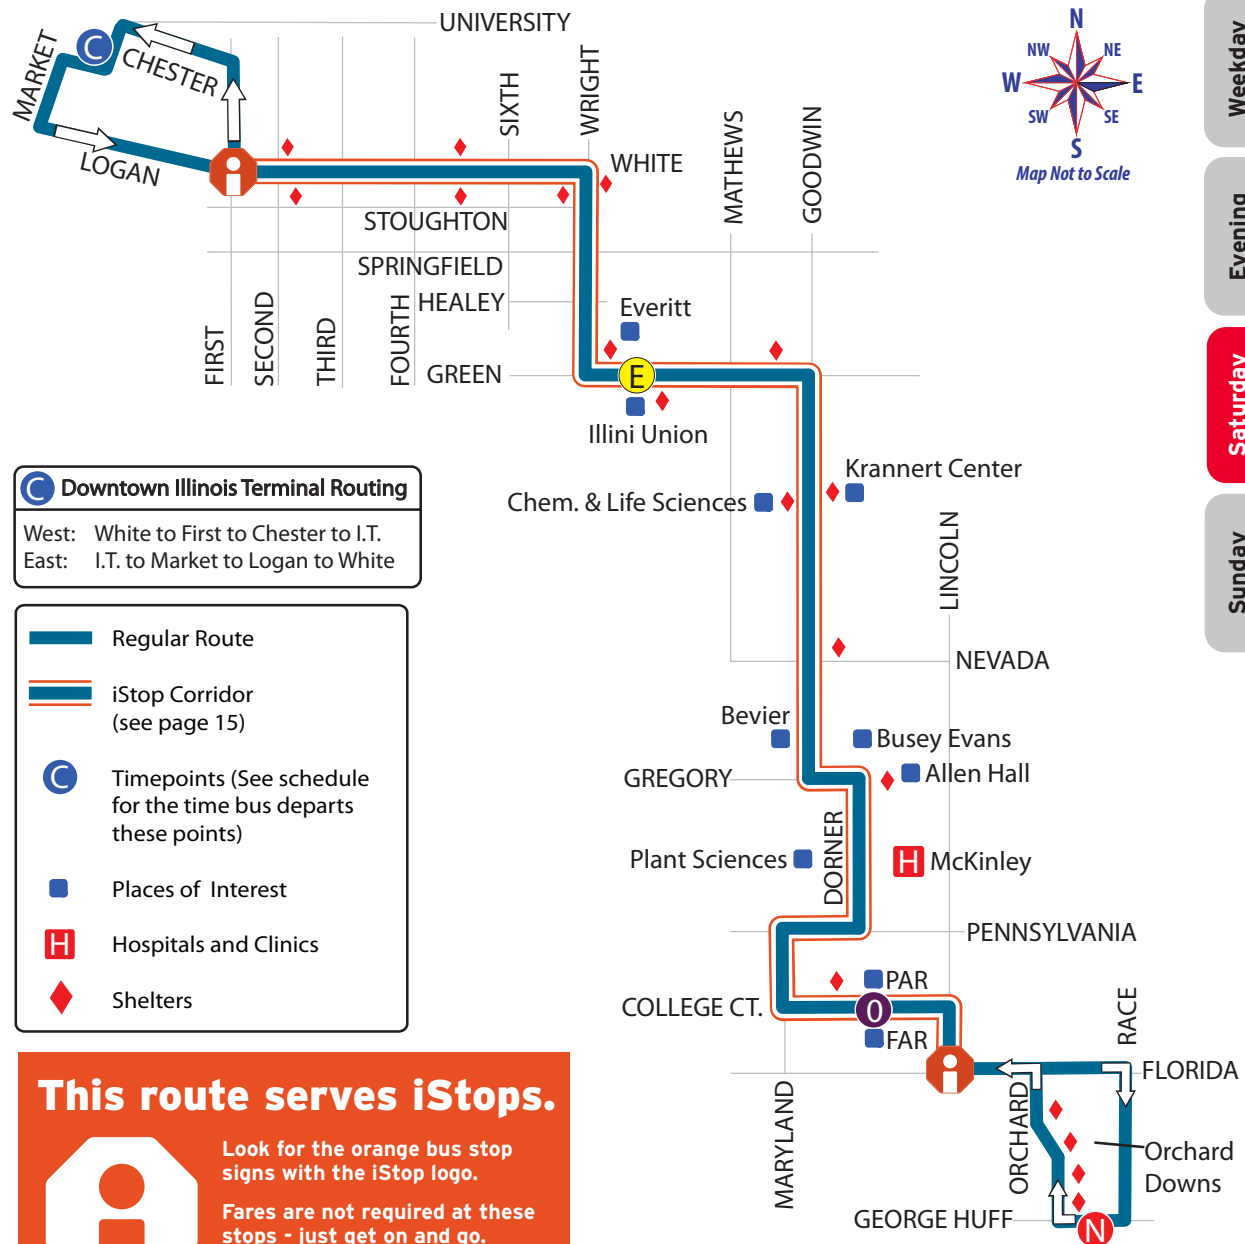 UNIVERSITY
MARKET
C
CHESTER
LOGAN
SIXTH
WRIGHT
WHITE
MATHEWS
GOODWIN
N
NW
NE
W
E
SW
SE
S
Map Not to Scale
Weekday
Evening
Saturday
Sunday
STOUGHTON
SPRINGFIELD
HEALEY
FIRST
SECOND
THIRD
FOURTH
GREEN
Everitt
E
Illini Union
Krannert Center
Chem. & Life Sciences
LINCOLN
NEVADA
Bevier
Busey Evans
GREGORY
Allen Hall
DORNER
Plant Sciences
H McKinley
PENNSYLVANIA
PAR
COLLEGE CT.
O
FAR
RACE
FLORIDA
MARYLAND
ORCHARD
Orchard
Downs
GEORGE HUFF
N
C Downtown Illinois Terminal Routing
West: White to First to Chester to I.T.
East: I.T. to Market to Logan to White
Regular Route
iStop Corridor
(see page 15)
C Timepoints (See schedule
for the time bus departs
these points)
Places of Interest
H Hospitals and Clinics
Shelters
This route serves iStops.
Look for the orange bus stop
signs with the iStop logo.
Fares are not required at these
stops - just get on and go.